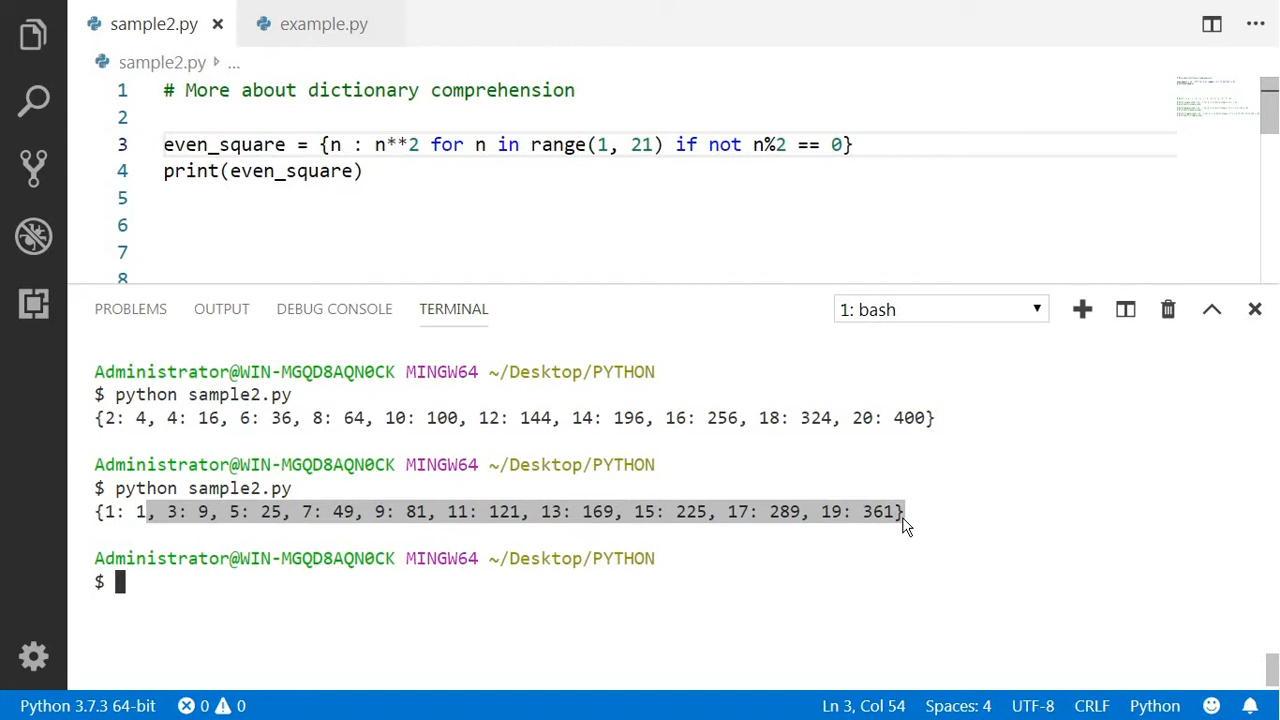 sample2.py
example.py
sample2.py ...
1 # More about dictionary comprehension
2
3 even_square = {n : n**2 for n in range(1, 21) if not n%2 == 0}
4 print(even_square)
5
6
7
8
PROBLEMS OUTPUT DEBUG CONSOLE TERMINAL 1: bash
Administrator@WIN-MGQD8AQN0CK MINGW64 ~/Desktop/PYTHON
$ python sample2.py
{2: 4, 4: 16, 6: 36, 8: 64, 10: 100, 12: 144, 14: 196, 16: 256, 18: 324, 20: 400}
Administrator@WIN-MGQD8AQN0CK MINGW64 ~/Desktop/PYTHON
$ python sample2.py
{1: 1, 3: 9, 5: 25, 7: 49, 9: 81, 11: 121, 13: 169, 15: 225, 17: 289, 19: 361}
Administrator@WIN-MGQD8AQN0CK MINGW64 ~/Desktop/PYTHON
$
Python 3.7.3 64-bit 0 0 Ln 3, Col 54 Spaces: 4 UTF-8 CRLF Python